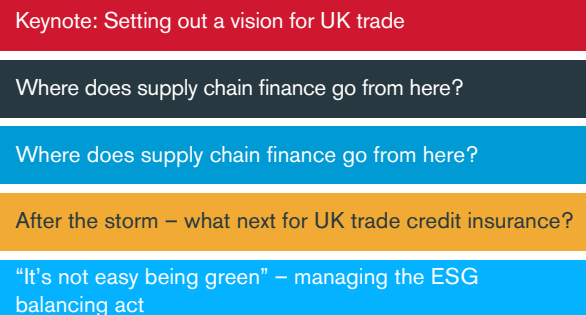 Keynote: Setting out a vision for UK trade
Where does supply chain finance go from here?
Where does supply chain finance go from here?
After the storm – what next for UK trade credit insurance?
“It’s not easy being green” – managing the ESG
balancing act